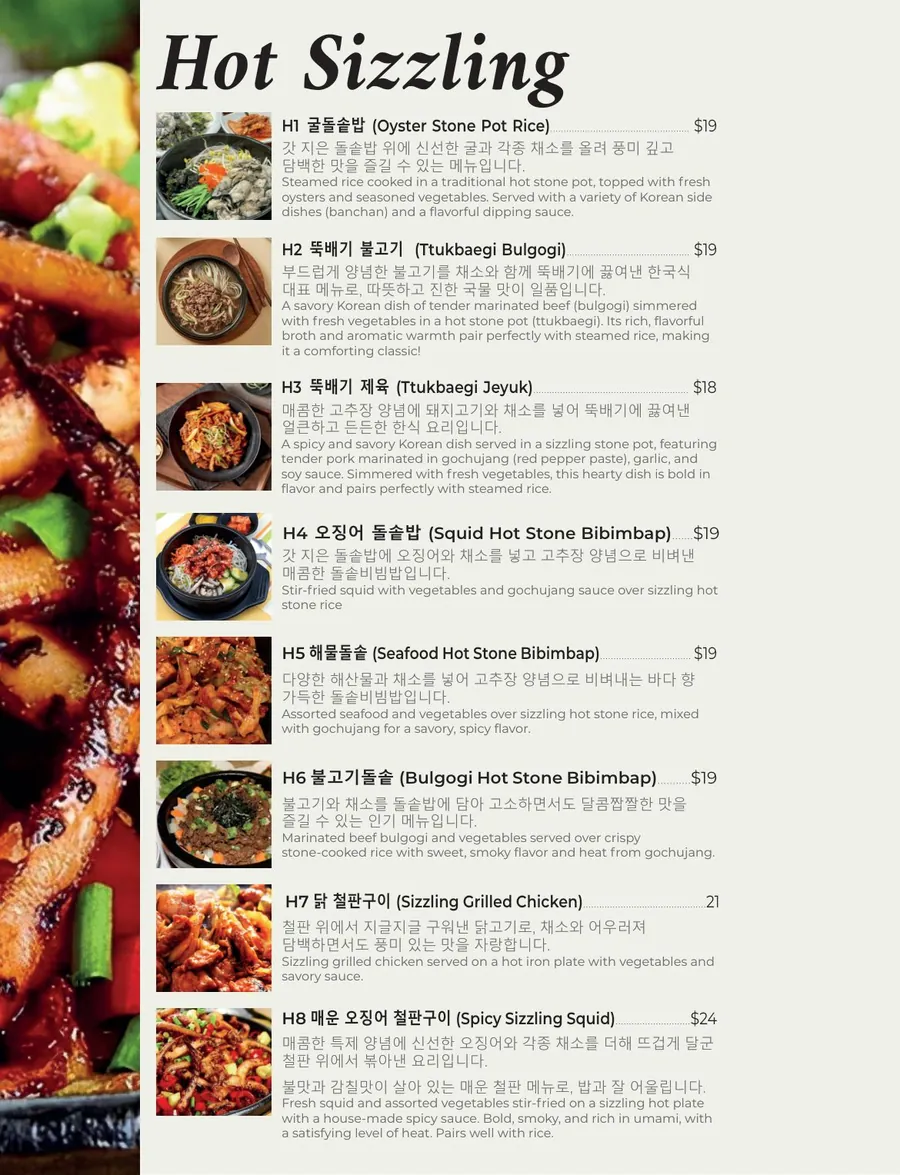 Hot Sizzling
H1 굴돌솥밥 (Oyster Stone Pot Rice) $19
갓 지은 돌솥밥 위에 신선한 굴과 각종 채소를 올려 풍미 깊고
담백한 맛을 즐길 수 있는 메뉴입니다.
Steamed rice cooked in a traditional hot stone pot, topped with fresh
oysters and seasoned vegetables. Served with a variety of Korean side
dishes (banchan) and a flavorful dipping sauce.
H2 뚝배기 불고기 (Ttukbaegi Bulgogi) $19
부드럽게 양념한 불고기를 채소와 함께 뚝배기에 끓여낸 한국식
대표 메뉴로, 따뜻하고 진한 국물 맛이 일품입니다.
A savory Korean dish of tender marinated beef (bulgogi) simmered
with fresh vegetables in a hot stone pot (ttukbaegi). Its rich, flavorful
broth and aromatic warmth pair perfectly with steamed rice, making
it a comforting classic!
H3 뚝배기 제육 (Ttukbaegi Jeyuk) $18
매콤한 고추장 양념에 돼지고기와 채소를 넣어 뚝배기에 끓여낸
얼큰하고 든든한 한식 요리입니다.
A spicy and savory Korean dish served in a sizzling stone pot, featuring
tender pork marinated in gochujang (red pepper paste), garlic, and
soy sauce. Simmered with fresh vegetables, this hearty dish is bold in
flavor and pairs perfectly with steamed rice.
H4 오징어 돌솥밥 (Squid Hot Stone Bibimbap) $19
갓 지은 돌솥밥에 오징어와 채소를 넣고 고추장 양념으로 비벼낸
매콤한 돌솥비빔밥입니다.
Stir-fried squid with vegetables and gochujang sauce over sizzling hot
stone rice
H5 해물돌솥 (Seafood Hot Stone Bibimbap) $19
다양한 해산물과 채소를 넣어 고추장 양념으로 비벼내는 바다 향
가득한 돌솥비빔밥입니다.
Assorted seafood and vegetables over sizzling hot stone rice, mixed
with gochujang for a savory, spicy flavor.
H6 불고기돌솥 (Bulgogi Hot Stone Bibimbap) $19
불고기와 채소를 돌솥밥에 담아 고소하면서도 달콤짭짤한 맛을
즐길 수 있는 인기 메뉴입니다.
Marinated beef bulgogi and vegetables served over crispy
stone-cooked rice with sweet, smoky flavor and heat from gochujang.
H7 닭 철판구이 (Sizzling Grilled Chicken) 21
철판 위에서 지글지글 구워낸 닭고기로, 채소와 어우러져
담백하면서도 풍미 있는 맛을 자랑합니다.
Sizzling grilled chicken served on a hot iron plate with vegetables and
savory sauce.
H8 매운 오징어 철판구이 (Spicy Sizzling Squid) $24
매콤한 특제 양념에 신선한 오징어와 각종 채소를 더해 뜨겁게 달군
철판 위에서 볶아낸 요리입니다.
불맛과 감칠맛이 살아 있는 매운 철판 메뉴로, 밥과 잘 어울립니다.
Fresh squid and assorted vegetables stir-fried on a sizzling hot plate
with a house-made spicy sauce. Bold, smoky, and rich in umami, with
a satisfying level of heat. Pairs well with rice.